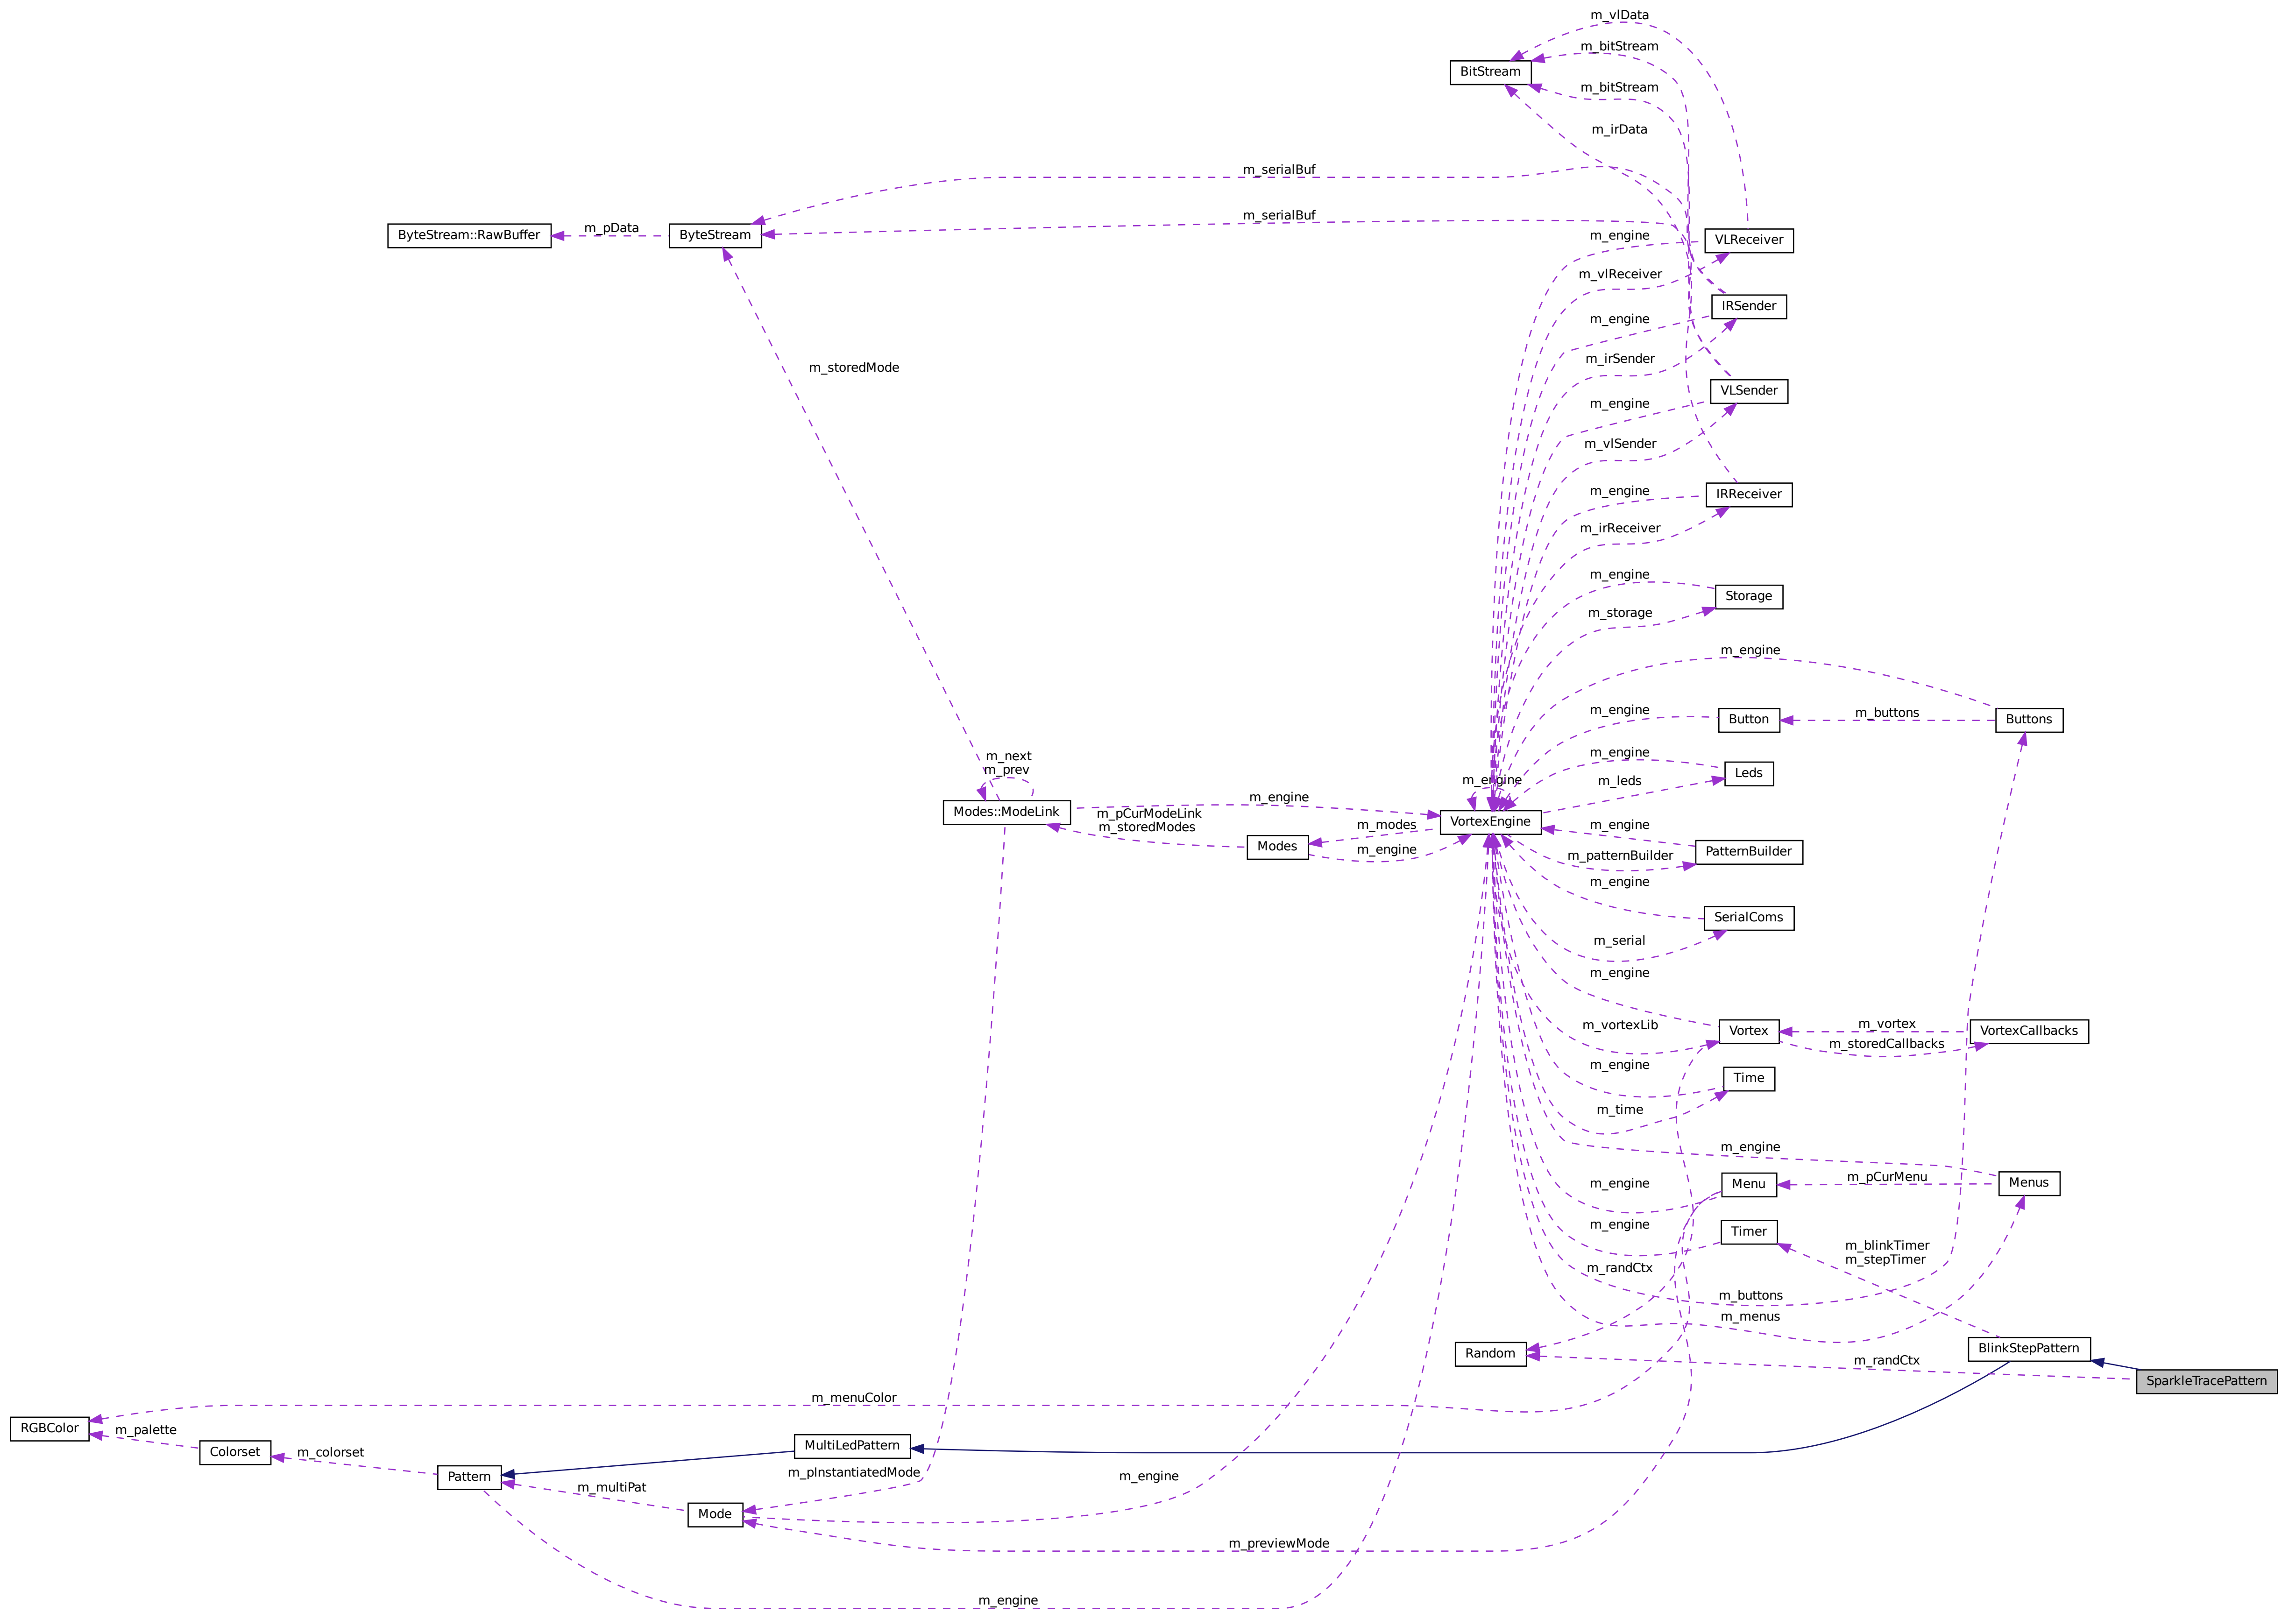 m_vlData
m_bitStream
BitStream
m_bitStream
m_irData
m_serialBuf
m_serialBuf
ByteStream::RawBuffer
m_pData
ByteStream
m_engine
VLReceiver
m_vlReceiver
IRSender
m_engine
m_irSender
m_storedMode
VLSender
m_engine
m_vlSender
m_engine
IRReceiver
m_irReceiver
m_engine
Storage
m_storage
m_engine
m_engine
Button
m_buttons
Buttons
m_next
m_prev
m_engine
Leds
m_engine
m_leds
m_engine
Modes::ModeLink
m_pCurModeLink
m_storedModes
VortexEngine
m_modes
m_engine
Modes
m_engine
PatternBuilder
m_patternBuilder
m_engine
SerialComs
m_serial
m_engine
m_vortexLib
Vortex
m_vortex
VortexCallbacks
m_storedCallbacks
m_engine
Time
m_time
m_engine
m_engine
Menu
m_pCurMenu
Menus
m_engine
Timer
m_blinkTimer
m_stepTimer
m_randCtx
m_buttons
m_menus
Random
BlinkStepPattern
m_randCtx
SparkleTracePattern
m_menuColor
RGBColor
m_palette
Colorset
m_colorset
MultiLedPattern
Pattern
m_pInstantiatedMode
m_engine
m_multiPat
Mode
m_previewMode
m_engine